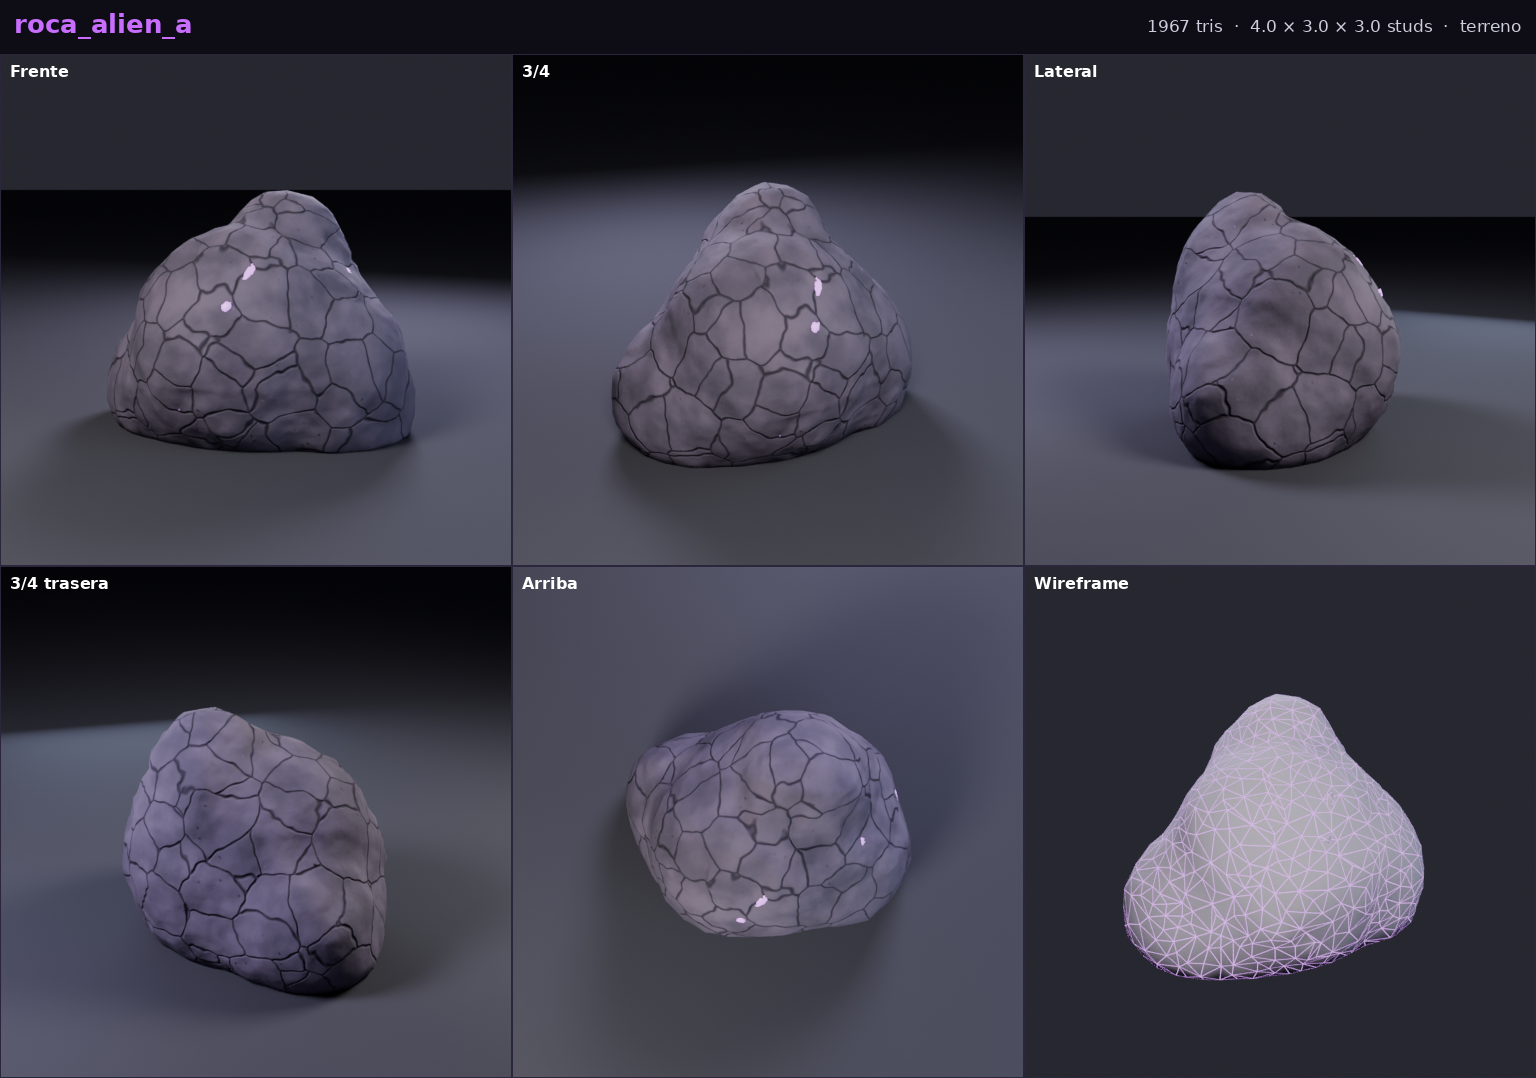 roca_alien_a
1967 tris · 4.0 × 3.0 × 3.0 studs · terreno
Frente
3/4
Lateral
3/4 trasera
Arriba
Wireframe